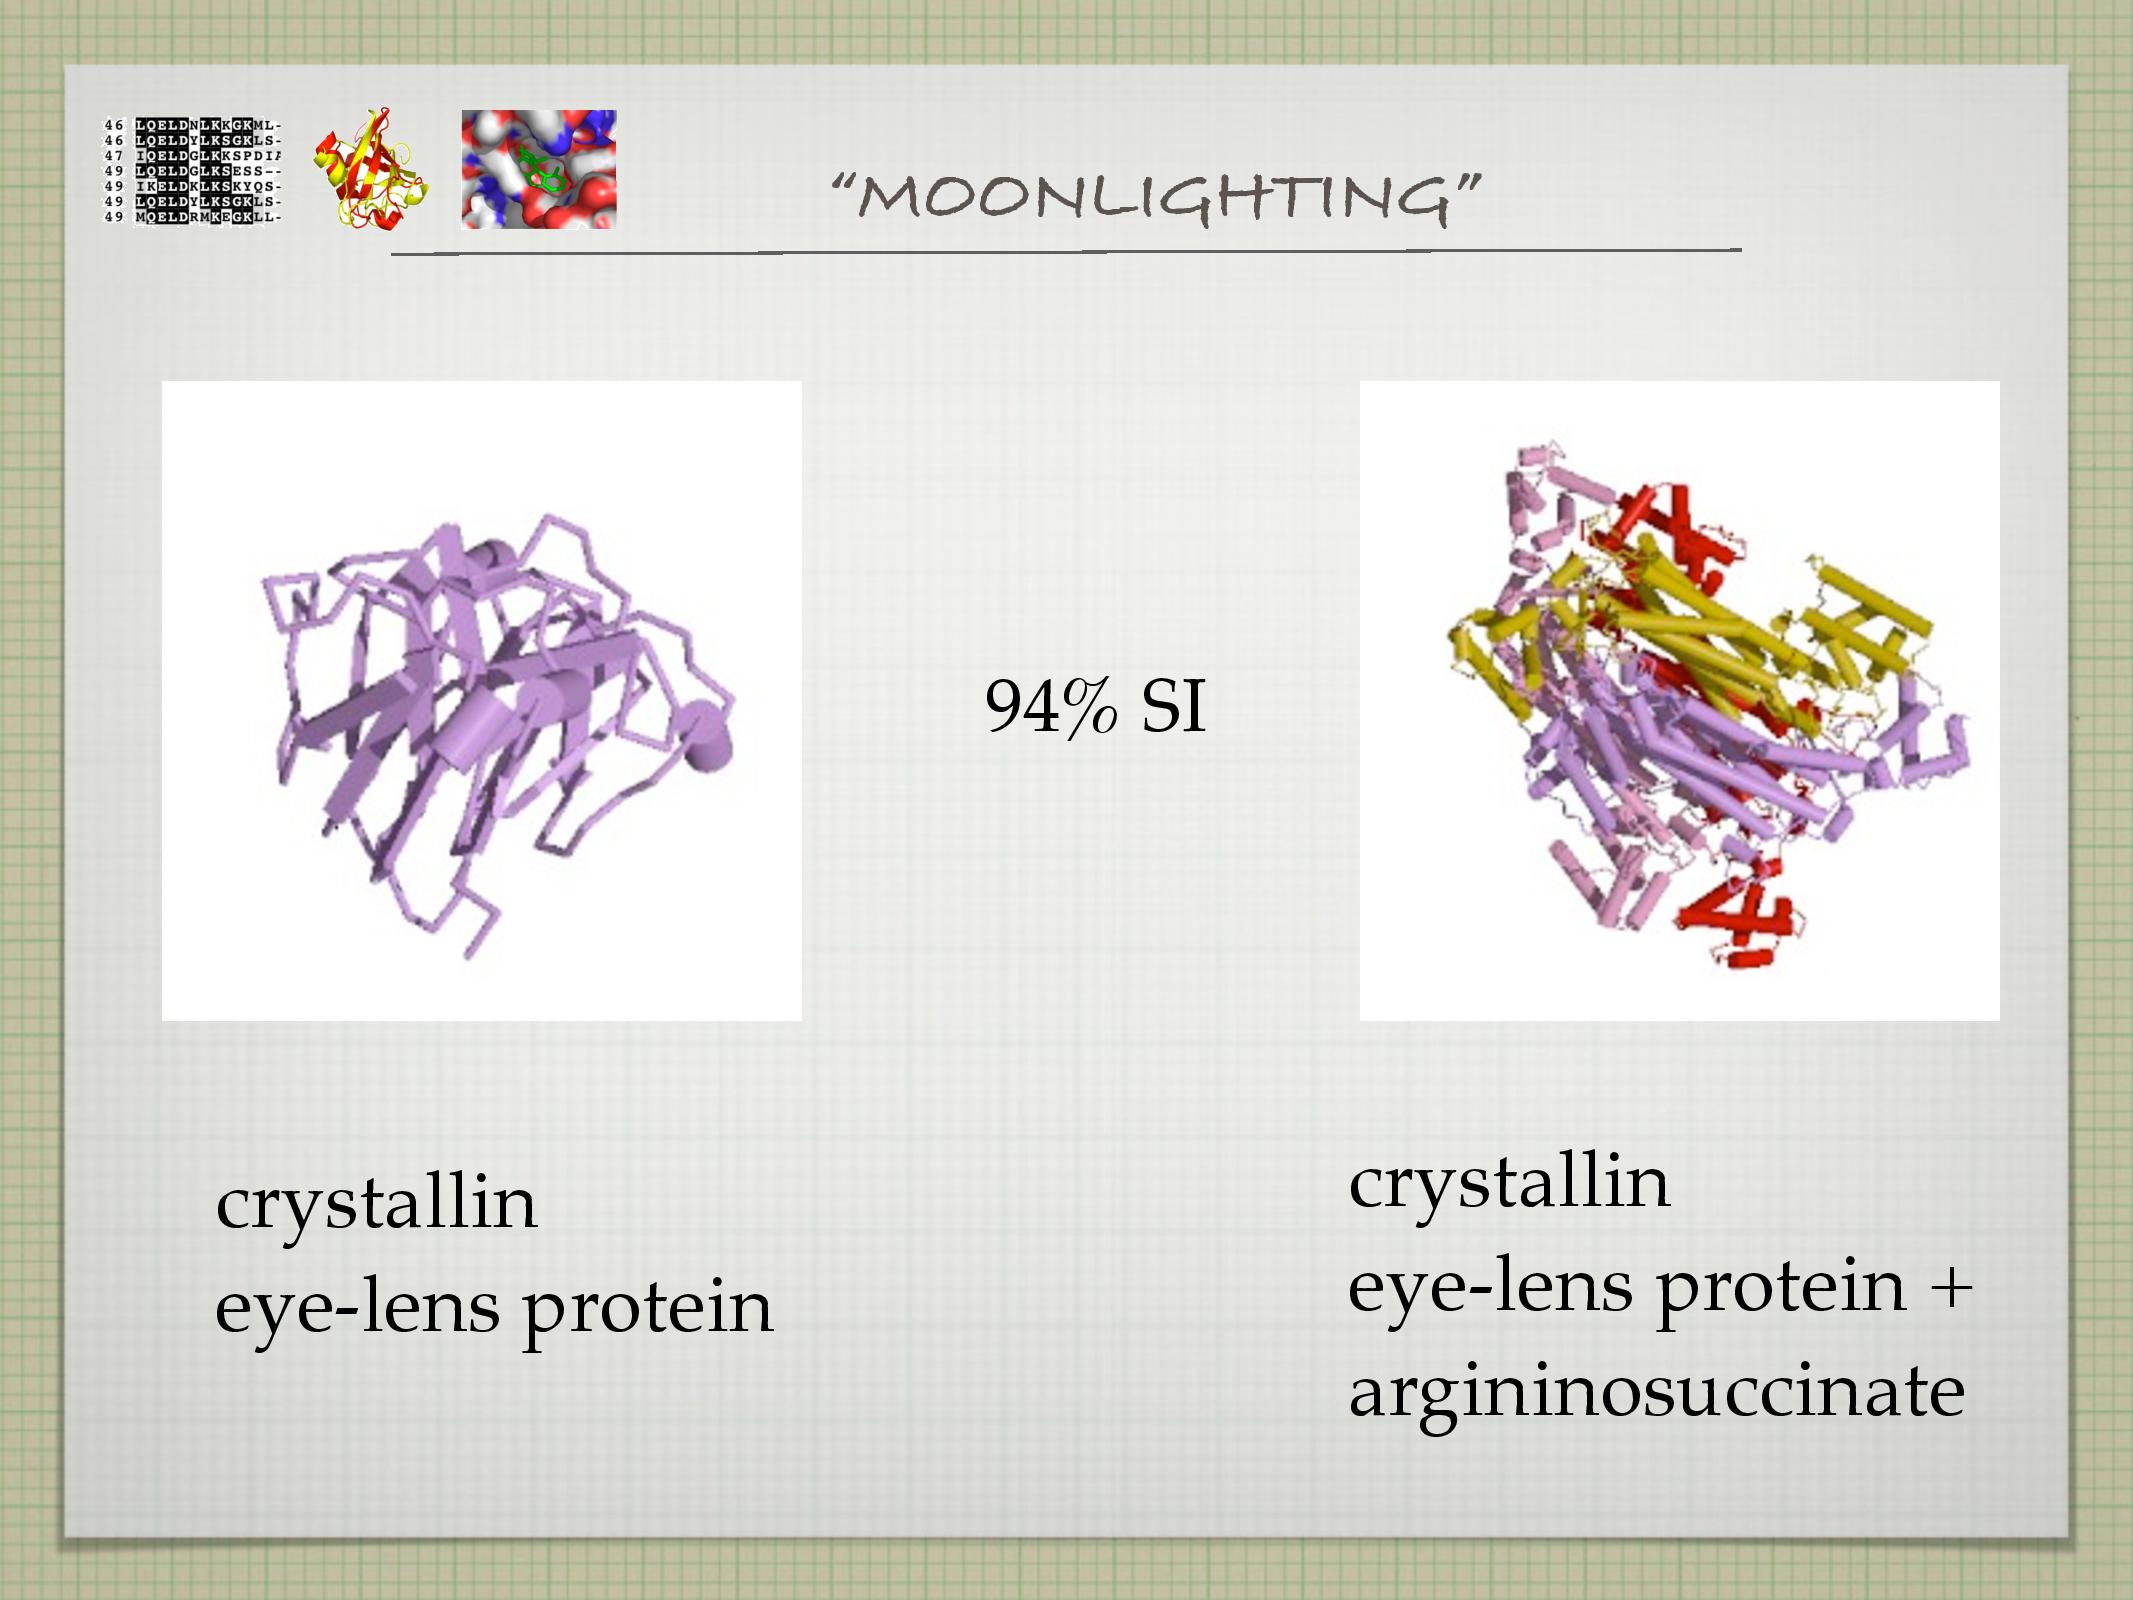 46 LQELDNLKKGKML-
46 LQELDYLKSGKLS-
47 IQELDGLKKSPDIA
49 LQELDGLKSESS--
49 IKELDKLKSKYQS-
49 LQELDYLKSGKLS-
49 MQELDRMKEGKLL-
“MOONLIGHTING”
94% SI
crystallin
eye-lens protein
crystallin
eye-lens protein +
argininosuccinate